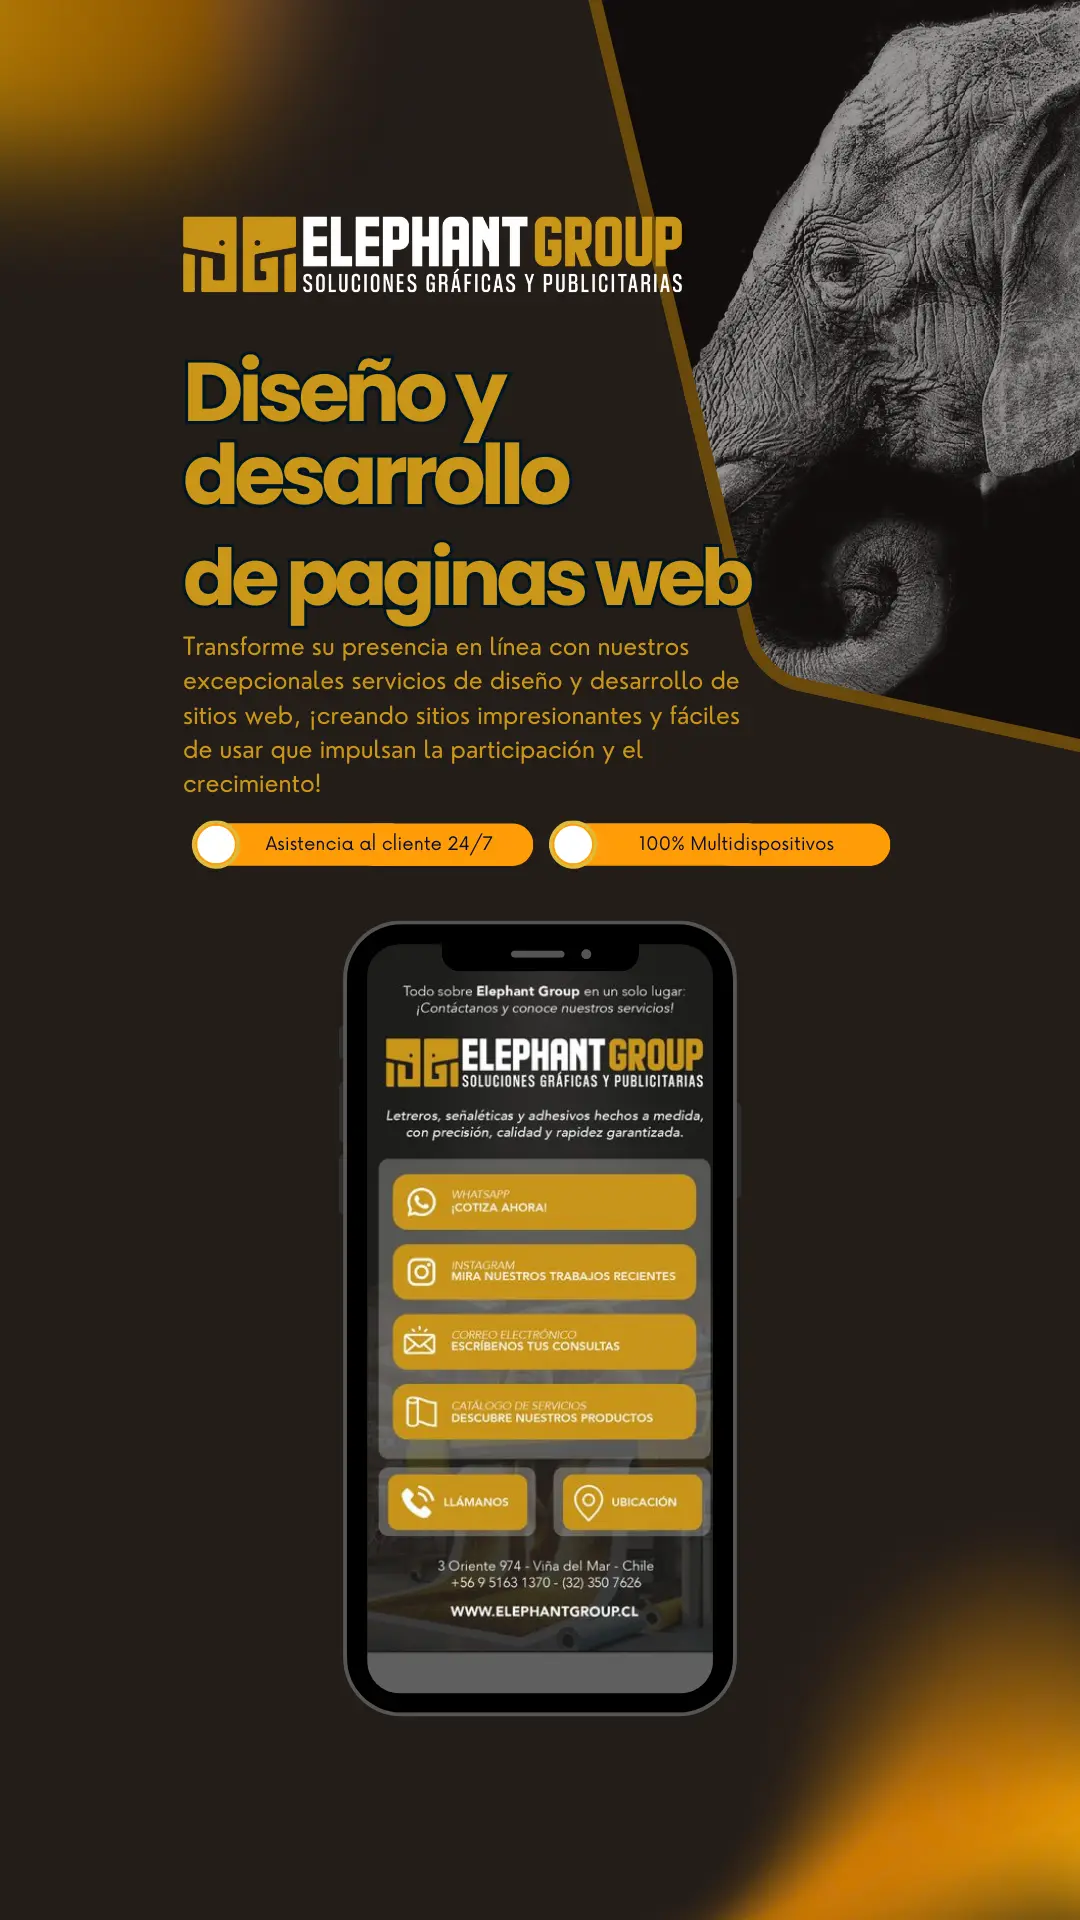 ELEPHANT GROUP
SOLUCIONES GRÁFICAS Y PUBLICITARIAS
Diseño y
desarrollo
de paginas web
Transforme su presencia en línea con nuestros
excepcionales servicios de diseño y desarrollo de
sitios web, ¡creando sitios impresionantes y fáciles
de usar que impulsan la participación y el
crecimiento!
Asistencia al cliente 24/7
100% Multidispositivos
Todo sobre Elephant Group en un solo lugar:
¡Contáctanos y conoce nuestros servicios!
ELEPHANT GROUP
SOLUCIONES GRÁFICAS Y PUBLICITARIAS
Letreros, señaléticas y adhesivos hechos a medida,
con precisión, calidad y rapidez garantizada.
WHATSAPP
¡COTIZA AHORA!
INSTAGRAM
MIRA NUESTROS TRABAJOS RECIENTES
CORREO ELECTRÓNICO
ESCRÍBENOS TUS CONSULTAS
CATÁLOGO DE SERVICIOS
DESCUBRE NUESTROS PRODUCTOS
LLÁMANOS
UBICACIÓN
3 Oriente 974 - Viña del Mar - Chile
+56 9 5163 1370 - (32) 350 7626
WWW.ELEPHANTGROUP.CL